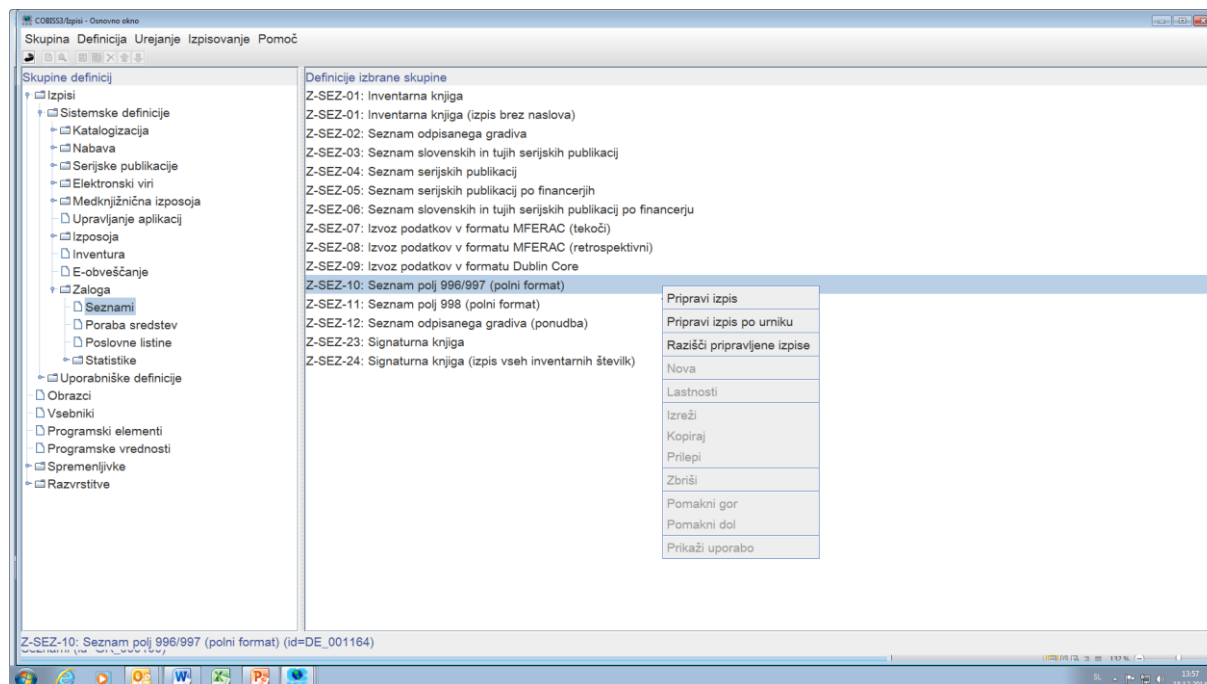 COBISS3/Izpisi - Osnovno okno
Skupina Definicija Urejanje Izpisovanje Pomoč
Skupine definicij
Izpisi
Sistemske definicije
Katalogizacija
Nabava
Serijske publikacije
Elektronski viri
Medknjižnična izposoja
Upravljanje aplikacij
Izposoja
Inventura
E-obveščanje
Zaloga
Seznami
Poraba sredstev
Poslovne listine
Statistike
Uporabniške definicije
Obrazci
Vsebniki
Programski elementi
Programske vrednosti
Spremenljivke
Razvrstitve
Definicije izbrane skupine
Z-SEZ-01: Inventarna knjiga
Z-SEZ-01: Inventarna knjiga (izpis brez naslova)
Z-SEZ-02: Seznam odpisanega gradiva
Z-SEZ-03: Seznam slovenskih in tujih serijskih publikacij
Z-SEZ-04: Seznam serijskih publikacij
Z-SEZ-05: Seznam serijskih publikacij po financerjih
Z-SEZ-06: Seznam slovenskih in tujih serijskih publikacij po financerju
Z-SEZ-07: Izvoz podatkov v formatu MFERAC (tekoči)
Z-SEZ-08: Izvoz podatkov v formatu MFERAC (retrospektivni)
Z-SEZ-09: Izvoz podatkov v formatu Dublin Core
Z-SEZ-10: Seznam polj 996/997 (polni format)
Z-SEZ-11: Seznam polj 998 (polni format)
Z-SEZ-12: Seznam odpisanega gradiva (ponudba)
Z-SEZ-23: Signaturna knjiga
Z-SEZ-24: Signaturna knjiga (izpis vseh inventarnih številk)
Pripravi izpis
Pripravi izpis po urniku
Razišči pripravljene izpise
Nova
Lastnosti
Izreži
Kopiraj
Prilepi
Zbriši
Pomakni gor
Pomakni dol
Prikaži uporabo
Z-SEZ-10: Seznam polj 996/997 (polni format) (id=DE_001164)
132 %
SL
13:57